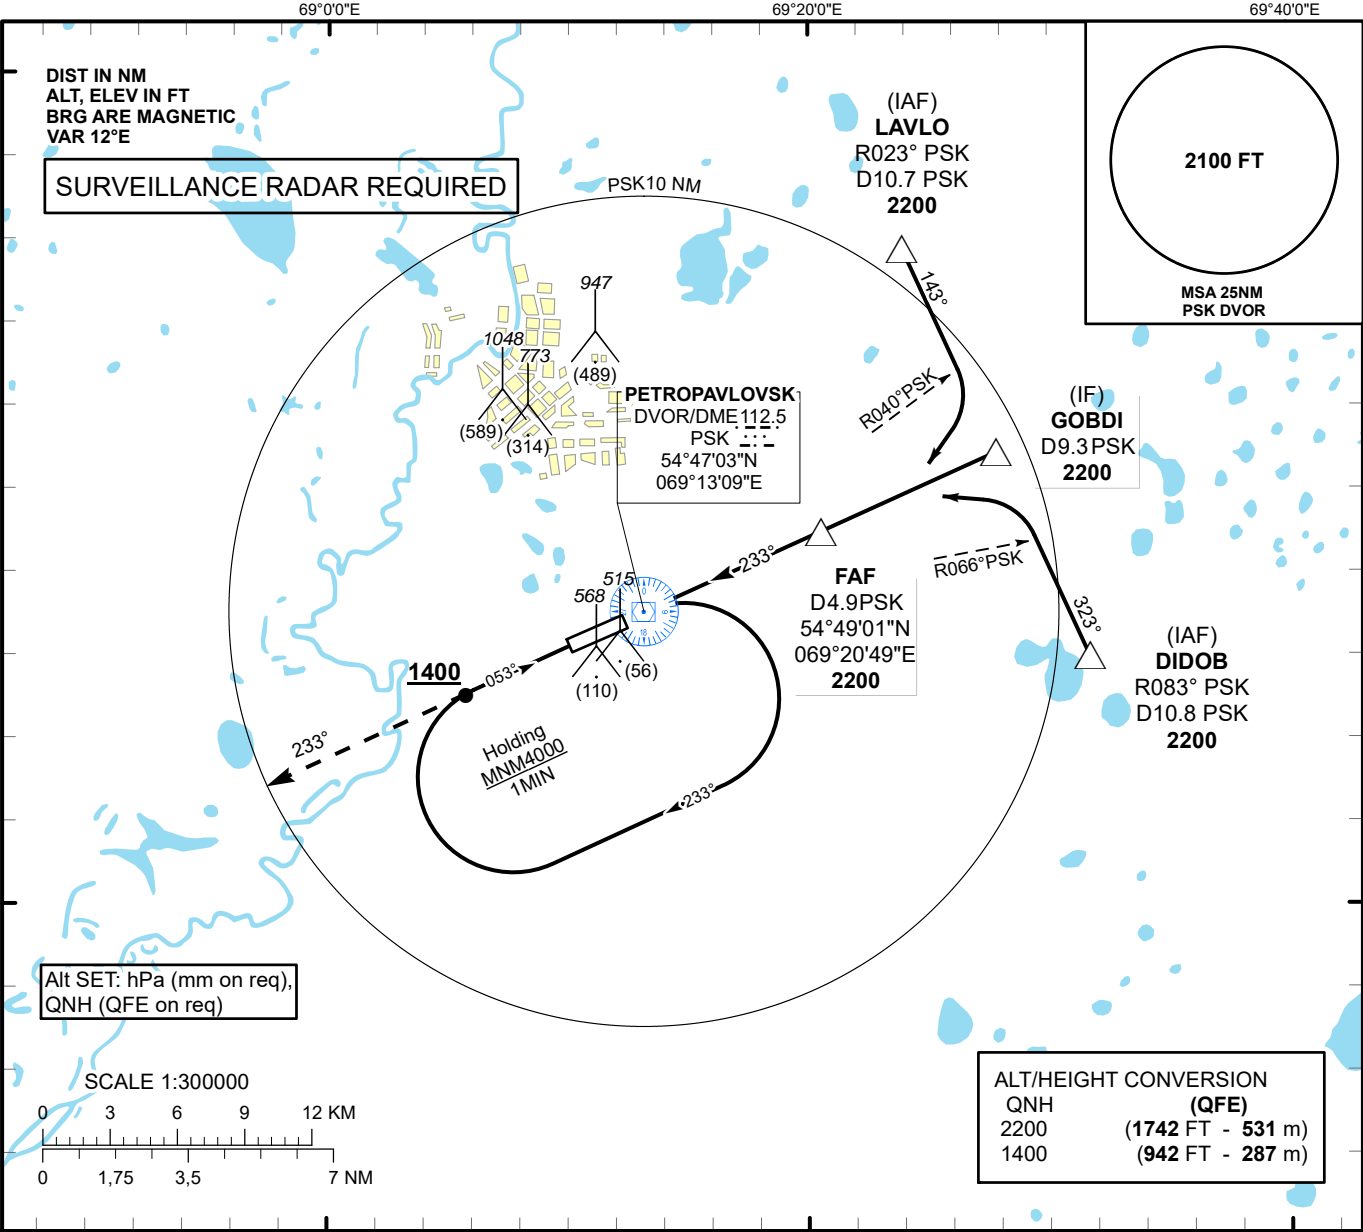 69°0'0"E
69°20'0"E
69°40'0"E
DIST IN NM
ALT, ELEV IN FT
BRG ARE MAGNETIC
VAR 12°E
SURVEILLANCE RADAR REQUIRED
PSK10 NM
(IAF)
LAVLO
R023° PSK
D10.7 PSK
2200
2100 FT
MSA 25NM
PSK DVOR
143°
R040°PSK
947
(489)
1048
773
(589)
(314)
PETROPAVLOVSK
DVOR/DME 112.5
PSK
54°47'03"N
069°13'09"E
(IF)
GOBDI
D9.3 PSK
2200
R066°PSK
323°
233°
FAF
D4.9PSK
54°49'01"N
069°20'49"E
2200
(IAF)
DIDOB
R083° PSK
D10.8 PSK
2200
515
568
0
9
18
(56)
(110)
1400
053°
233°
Holding
MNM4000
1MIN
233°
Alt SET: hPa (mm on req),
QNH (QFE on req)
SCALE 1:300000
0 3 6 9 12 KM
0 1,75 3,5 7 NM
ALT/HEIGHT CONVERSION
QNH (QFE)
2200 (1742 FT - 531 m)
1400 (942 FT - 287 m)